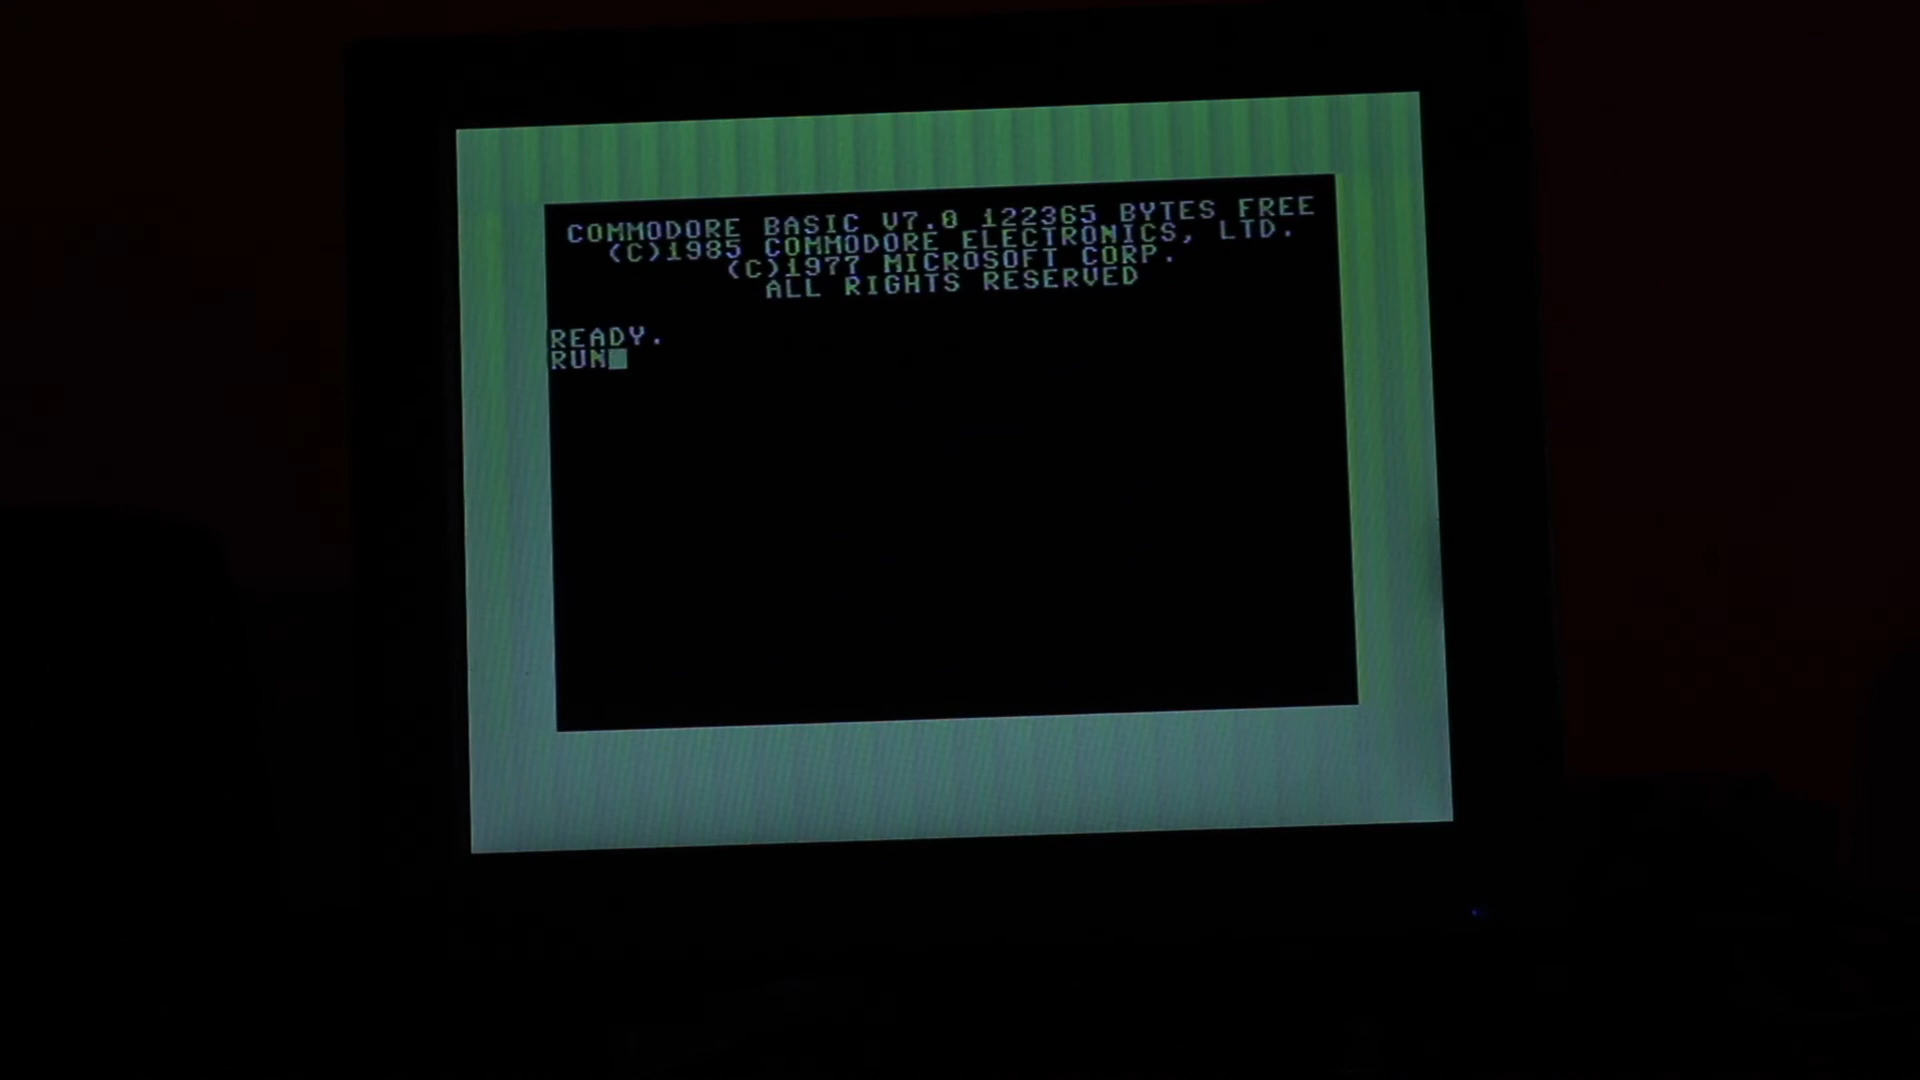 COMMODORE BASIC V7.0 122365 BYTES FREE
(C)1985 COMMODORE ELECTRONICS, LTD.
(C)1977 MICROSOFT CORP.
ALL RIGHTS RESERVED
READY.
RUN